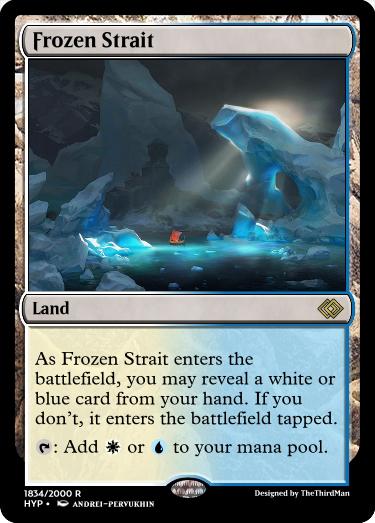 Frozen Strait
Land
As Frozen Strait enters the
battlefield, you may reveal a white or
blue card from your hand. If you
don't, it enters the battlefield tapped.
: Add or to your mana pool.
1834/2000 R
HYP • ANDREI-PERVUKHIN
Designed by TheThirdMan